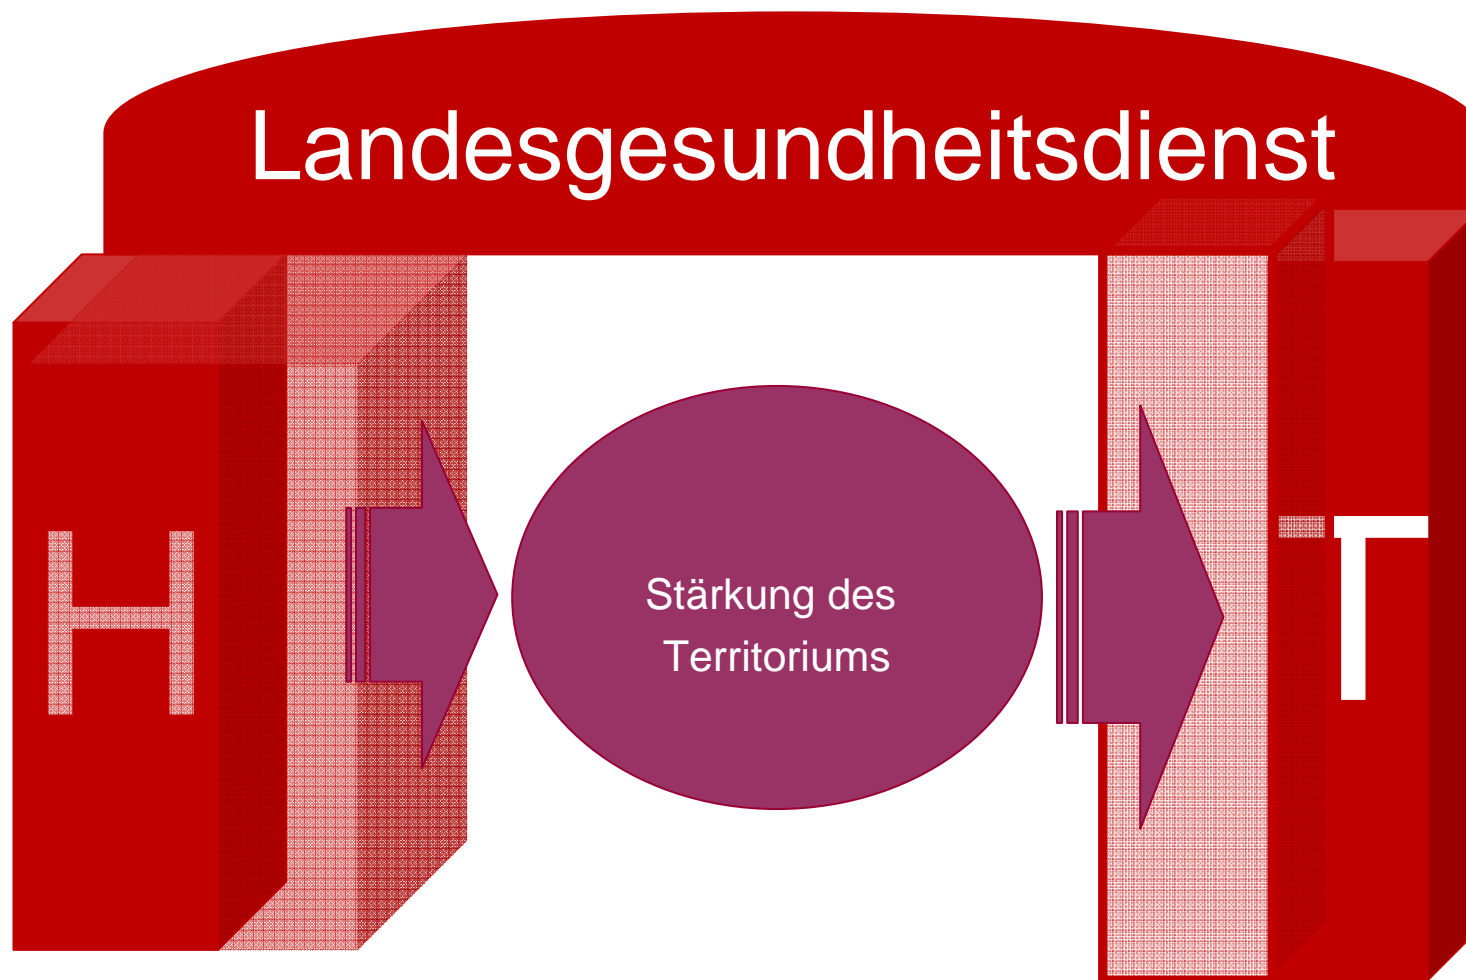 Landesgesundheitsdienst
H
Stärkung des
Territoriums
T